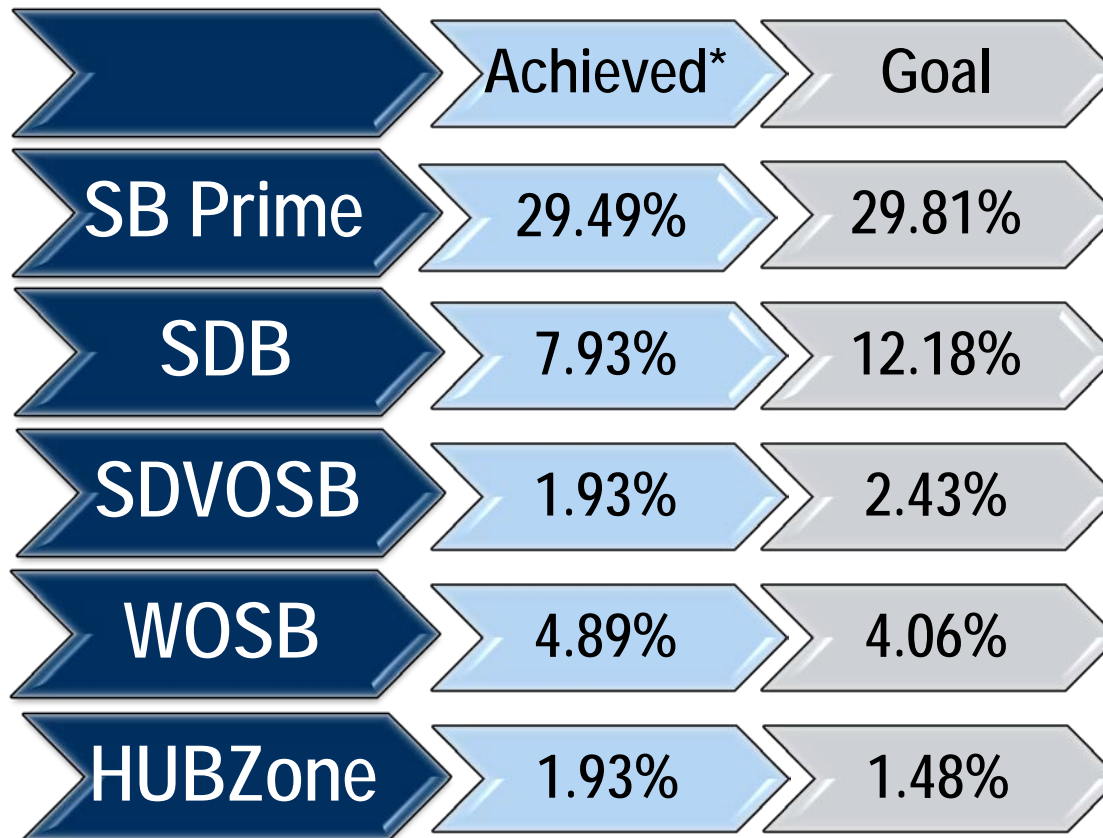 Achieved* Goal
SB Prime 29.49% 29.81%
SDB 7.93% 12.18%
SDVOSB 1.93% 2.43%
WOSB 4.89% 4.06%
HUBZone 1.93% 1.48%